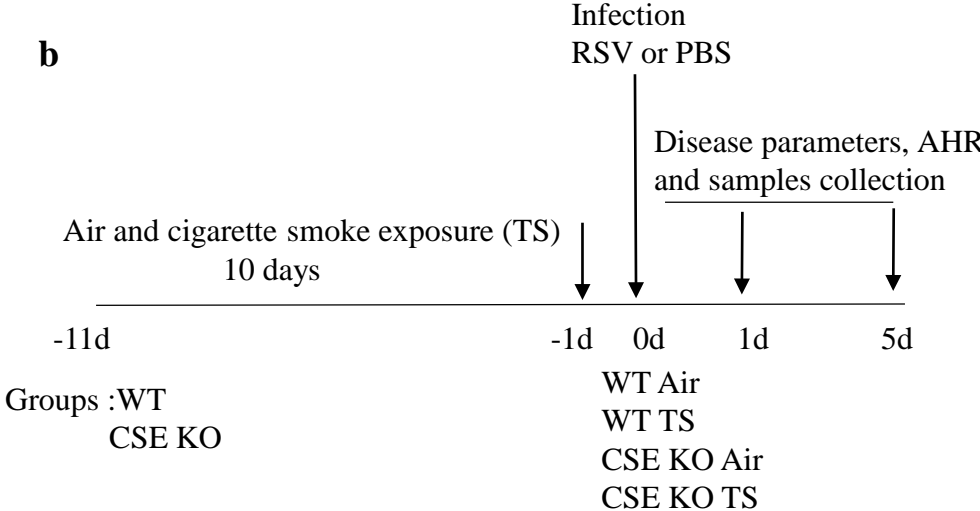 b
Infection
RSV or PBS
Disease parameters, AHR
and samples collection
Air and cigarette smoke exposure (TS)
10 days
-11d
-1d
0d
1d
5d
Groups :WT
CSE KO
WT Air
WT TS
CSE KO Air
CSE KO TS